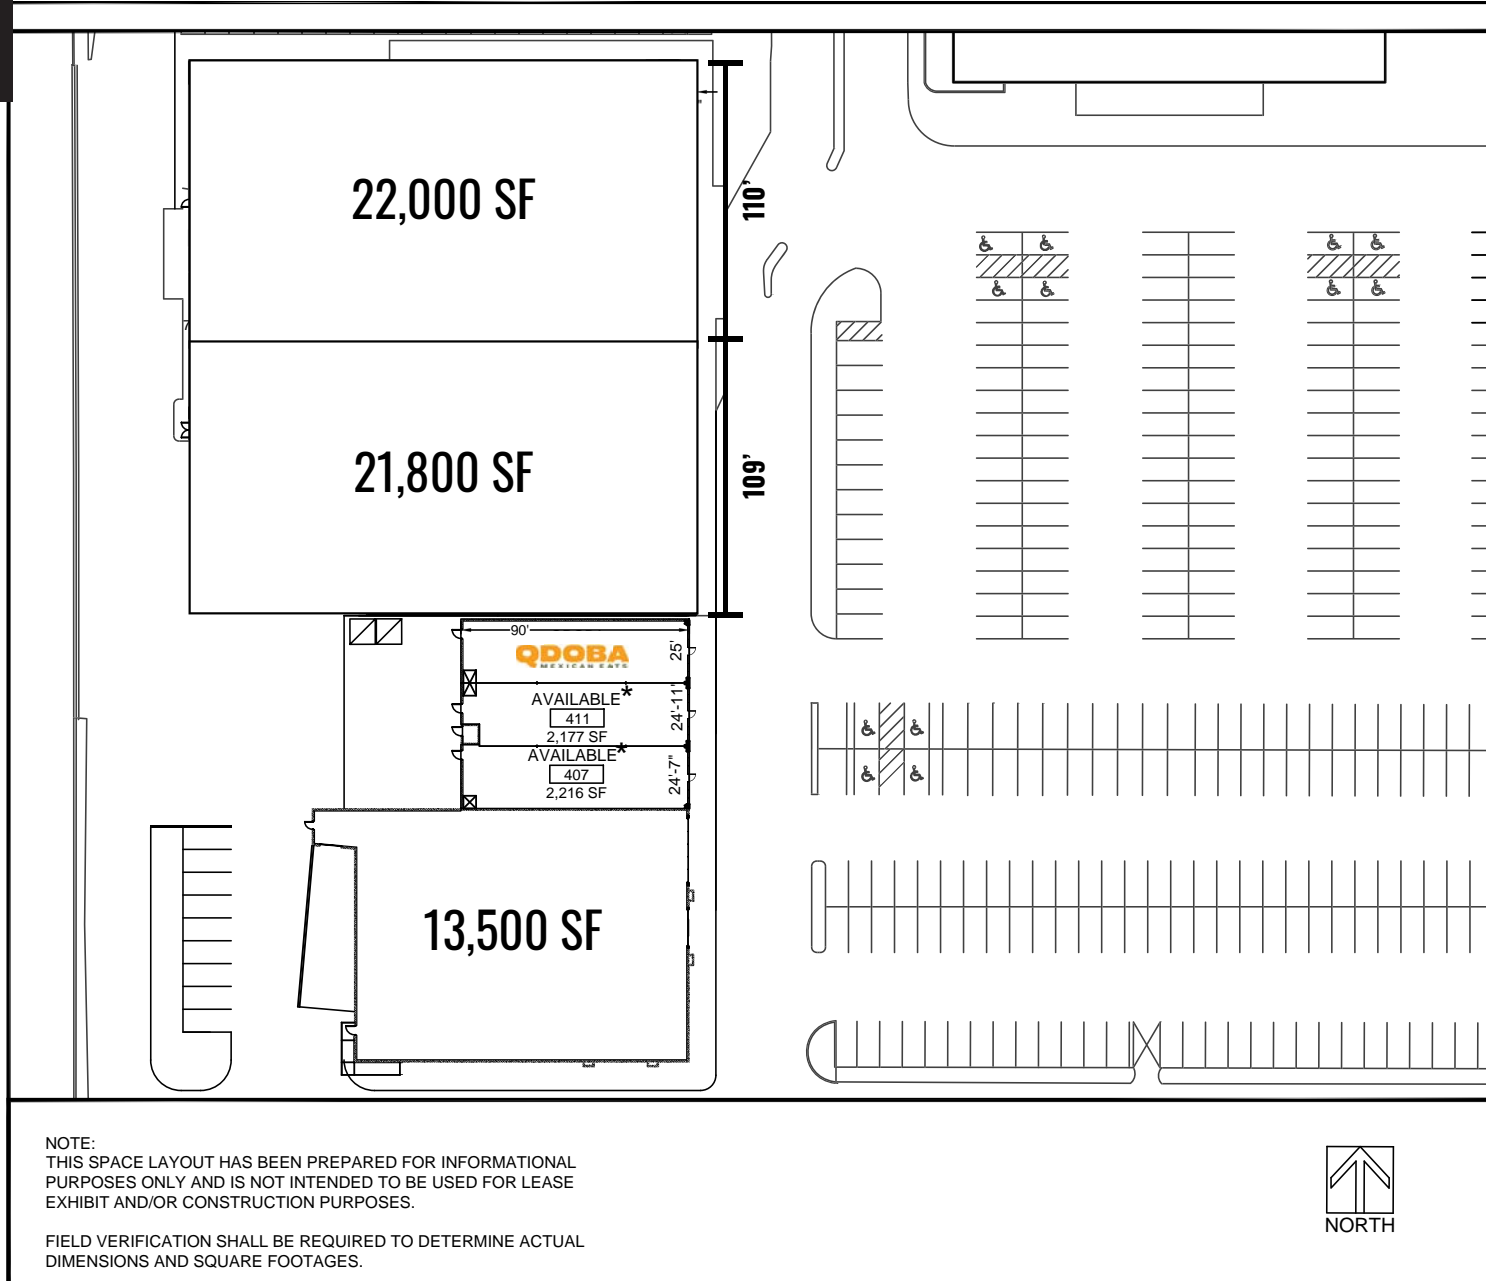 22,000 SF
110'
21,800 SF
109'
90'
QDOBA
MEXICAN EATS
25'
AVAILABLE*
411
2,177 SF
24'-11"
AVAILABLE*
407
2,216 SF
24'-7"
13,500 SF
NOTE:
THIS SPACE LAYOUT HAS BEEN PREPARED FOR INFORMATIONAL
PURPOSES ONLY AND IS NOT INTENDED TO BE USED FOR LEASE
EXHIBIT AND/OR CONSTRUCTION PURPOSES.
FIELD VERIFICATION SHALL BE REQUIRED TO DETERMINE ACTUAL
DIMENSIONS AND SQUARE FOOTAGES.
NORTH